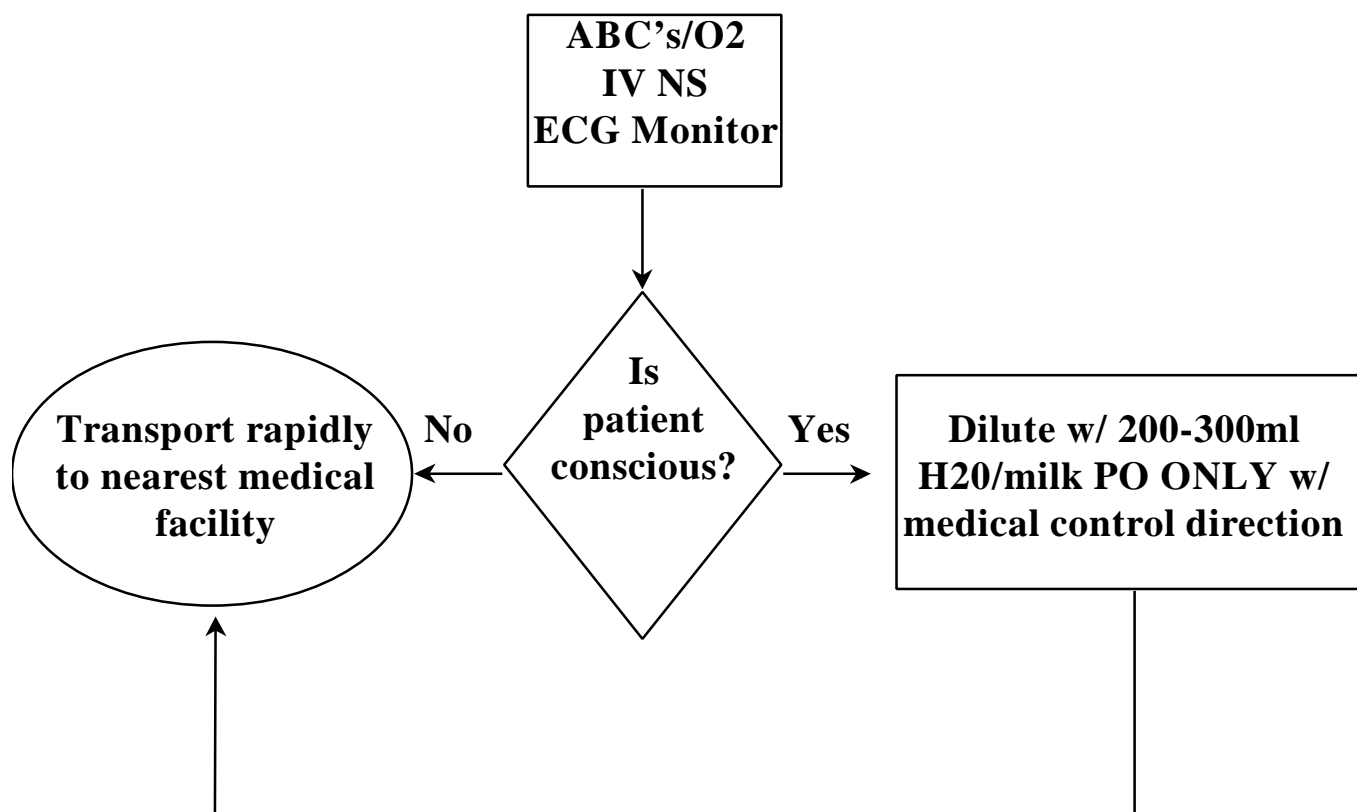 ABC’s/O2
IV NS
ECG Monitor
Is
patient
conscious?
No
Yes
Transport rapidly
to nearest medical
facility
Dilute w/ 200-300ml
H20/milk PO ONLY w/
medical control direction